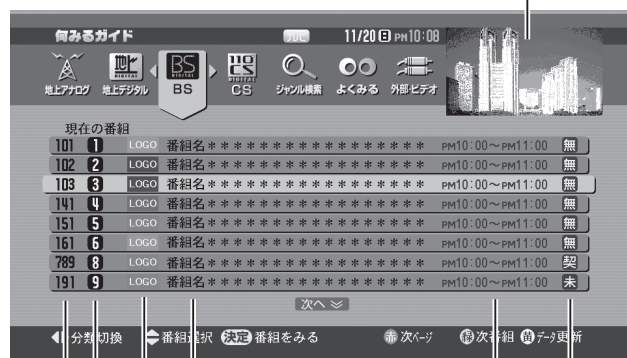 何みるガイド JVC 11/20 日 PM10:08
地上アナログ 地上デジタル BS CS ジャンル検索 よくみる 外部・ビデオ
現在の番組
101 1 LOGO 番組名＊＊＊＊＊＊＊＊＊＊＊＊＊＊＊＊＊ PM10:00〜PM11:00 無
102 2 LOGO 番組名＊＊＊＊＊＊＊＊＊＊＊＊＊＊＊＊＊ PM10:00〜PM11:00 無
103 3 LOGO 番組名＊＊＊＊＊＊＊＊＊＊＊＊＊＊＊＊＊ PM10:00〜PM11:00 無
141 4 LOGO 番組名＊＊＊＊＊＊＊＊＊＊＊＊＊＊＊＊＊ PM10:00〜PM11:00 無
151 5 LOGO 番組名＊＊＊＊＊＊＊＊＊＊＊＊＊＊＊＊＊ PM10:00〜PM11:00 無
161 6 LOGO 番組名＊＊＊＊＊＊＊＊＊＊＊＊＊＊＊＊＊ PM10:00〜PM11:00 無
789 8 LOGO 番組名＊＊＊＊＊＊＊＊＊＊＊＊＊＊＊＊＊ PM10:00〜PM11:00 契
191 9 LOGO 番組名＊＊＊＊＊＊＊＊＊＊＊＊＊＊＊＊＊ PM10:00〜PM11:00 未
次へ
分類切換 番組選択 決定 番組をみる 赤 次ページ 緑 次番組 黄 データ更新